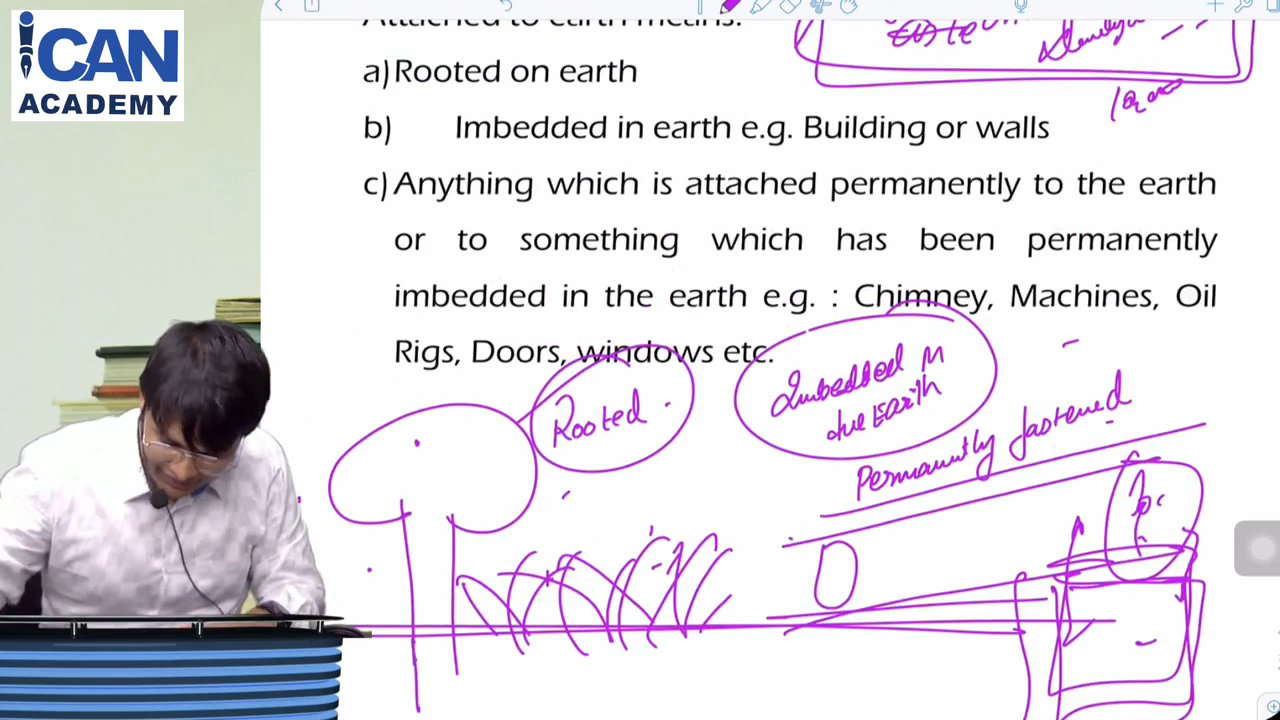 iCAN
ACADEMY
Attached to earth means:
a) Rooted on earth
b) Imbedded in earth e.g. Building or walls
c) Anything which is attached permanently to the earth
or to something which has been permanently
imbedded in the earth e.g. : Chimney, Machines, Oil
Rigs, Doors, windows etc.
Rooted
Imbedded in
the Earth
Permanently fastened